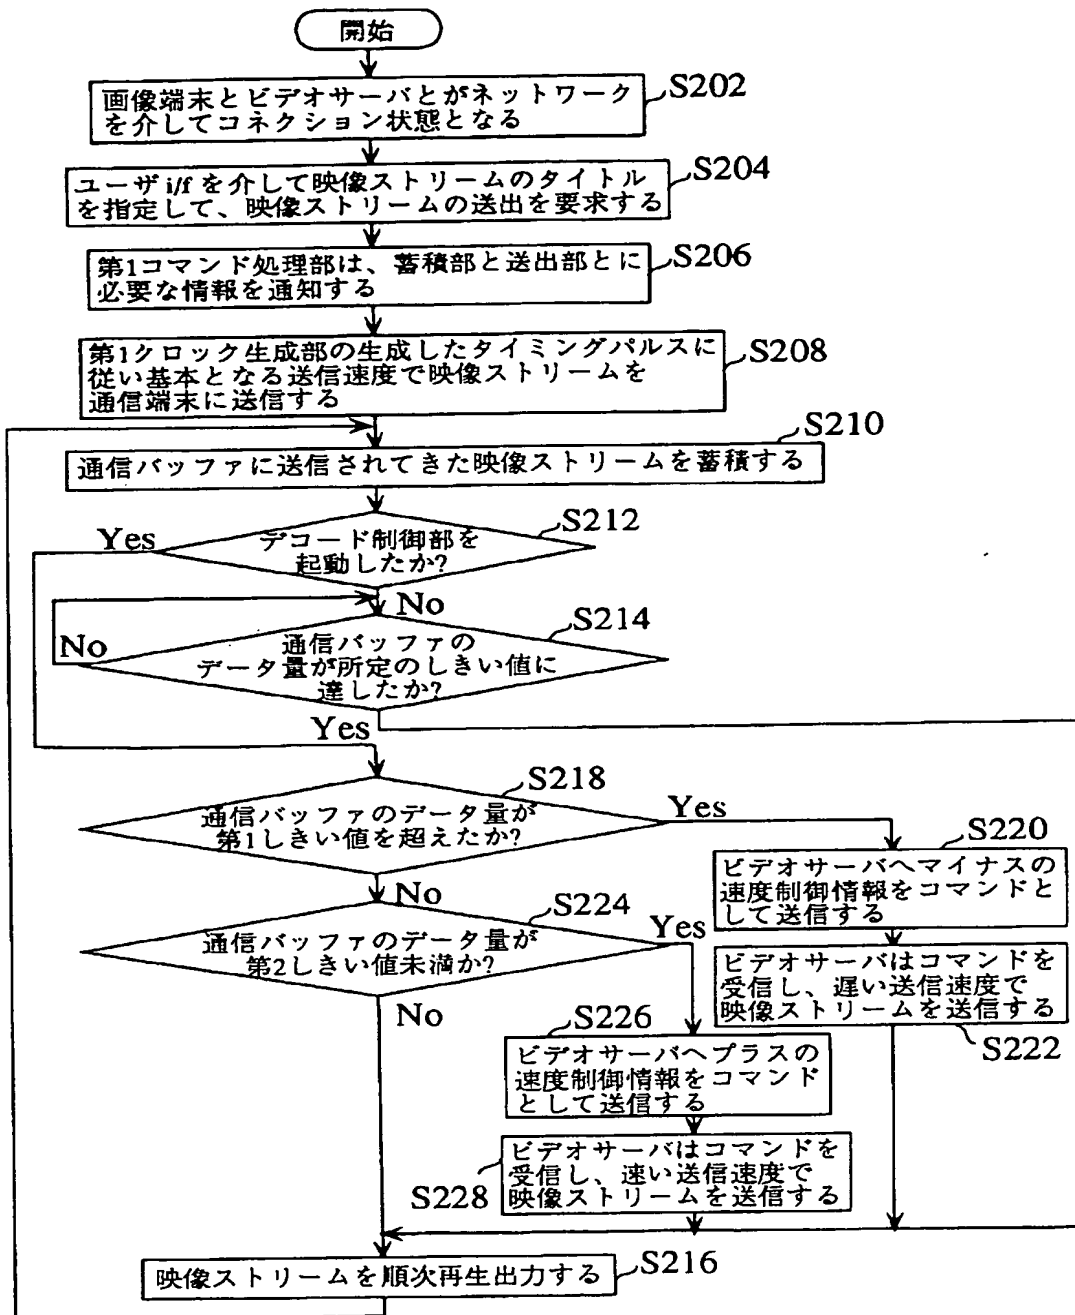 開始
S202
画像端末とビデオサーバとがネットワーク
を介してコネクション状態となる
S204
ユーザi/fを介して映像ストリームのタイトル
を指定して、映像ストリームの送出を要求する
S206
第1コマンド処理部は、蓄積部と送出部とに
必要な情報を通知する
S208
第1クロック生成部の生成したタイミングパルスに
従い基本となる送信速度で映像ストリームを
通信端末に送信する
S210
通信バッファに送信されてきた映像ストリームを蓄積する
S212
Yes
デコード制御部を
起動したか?
No
S214
No
通信バッファの
データ量が所定のしきい値に
達したか?
Yes
S218
通信バッファのデータ量が
第1しきい値を超えたか?
Yes
S220
ビデオサーバへマイナスの
速度制御情報をコマンドと
して送信する
No
S224
通信バッファのデータ量が
第2しきい値未満か?
Yes
ビデオサーバはコマンドを
受信し、遅い送信速度で
映像ストリームを送信する
S222
No
S226
ビデオサーバへプラスの
速度制御情報をコマンド
として送信する
ビデオサーバはコマンドを
受信し、速い送信速度で
映像ストリームを送信する
S228
S216
映像ストリームを順次再生出力する